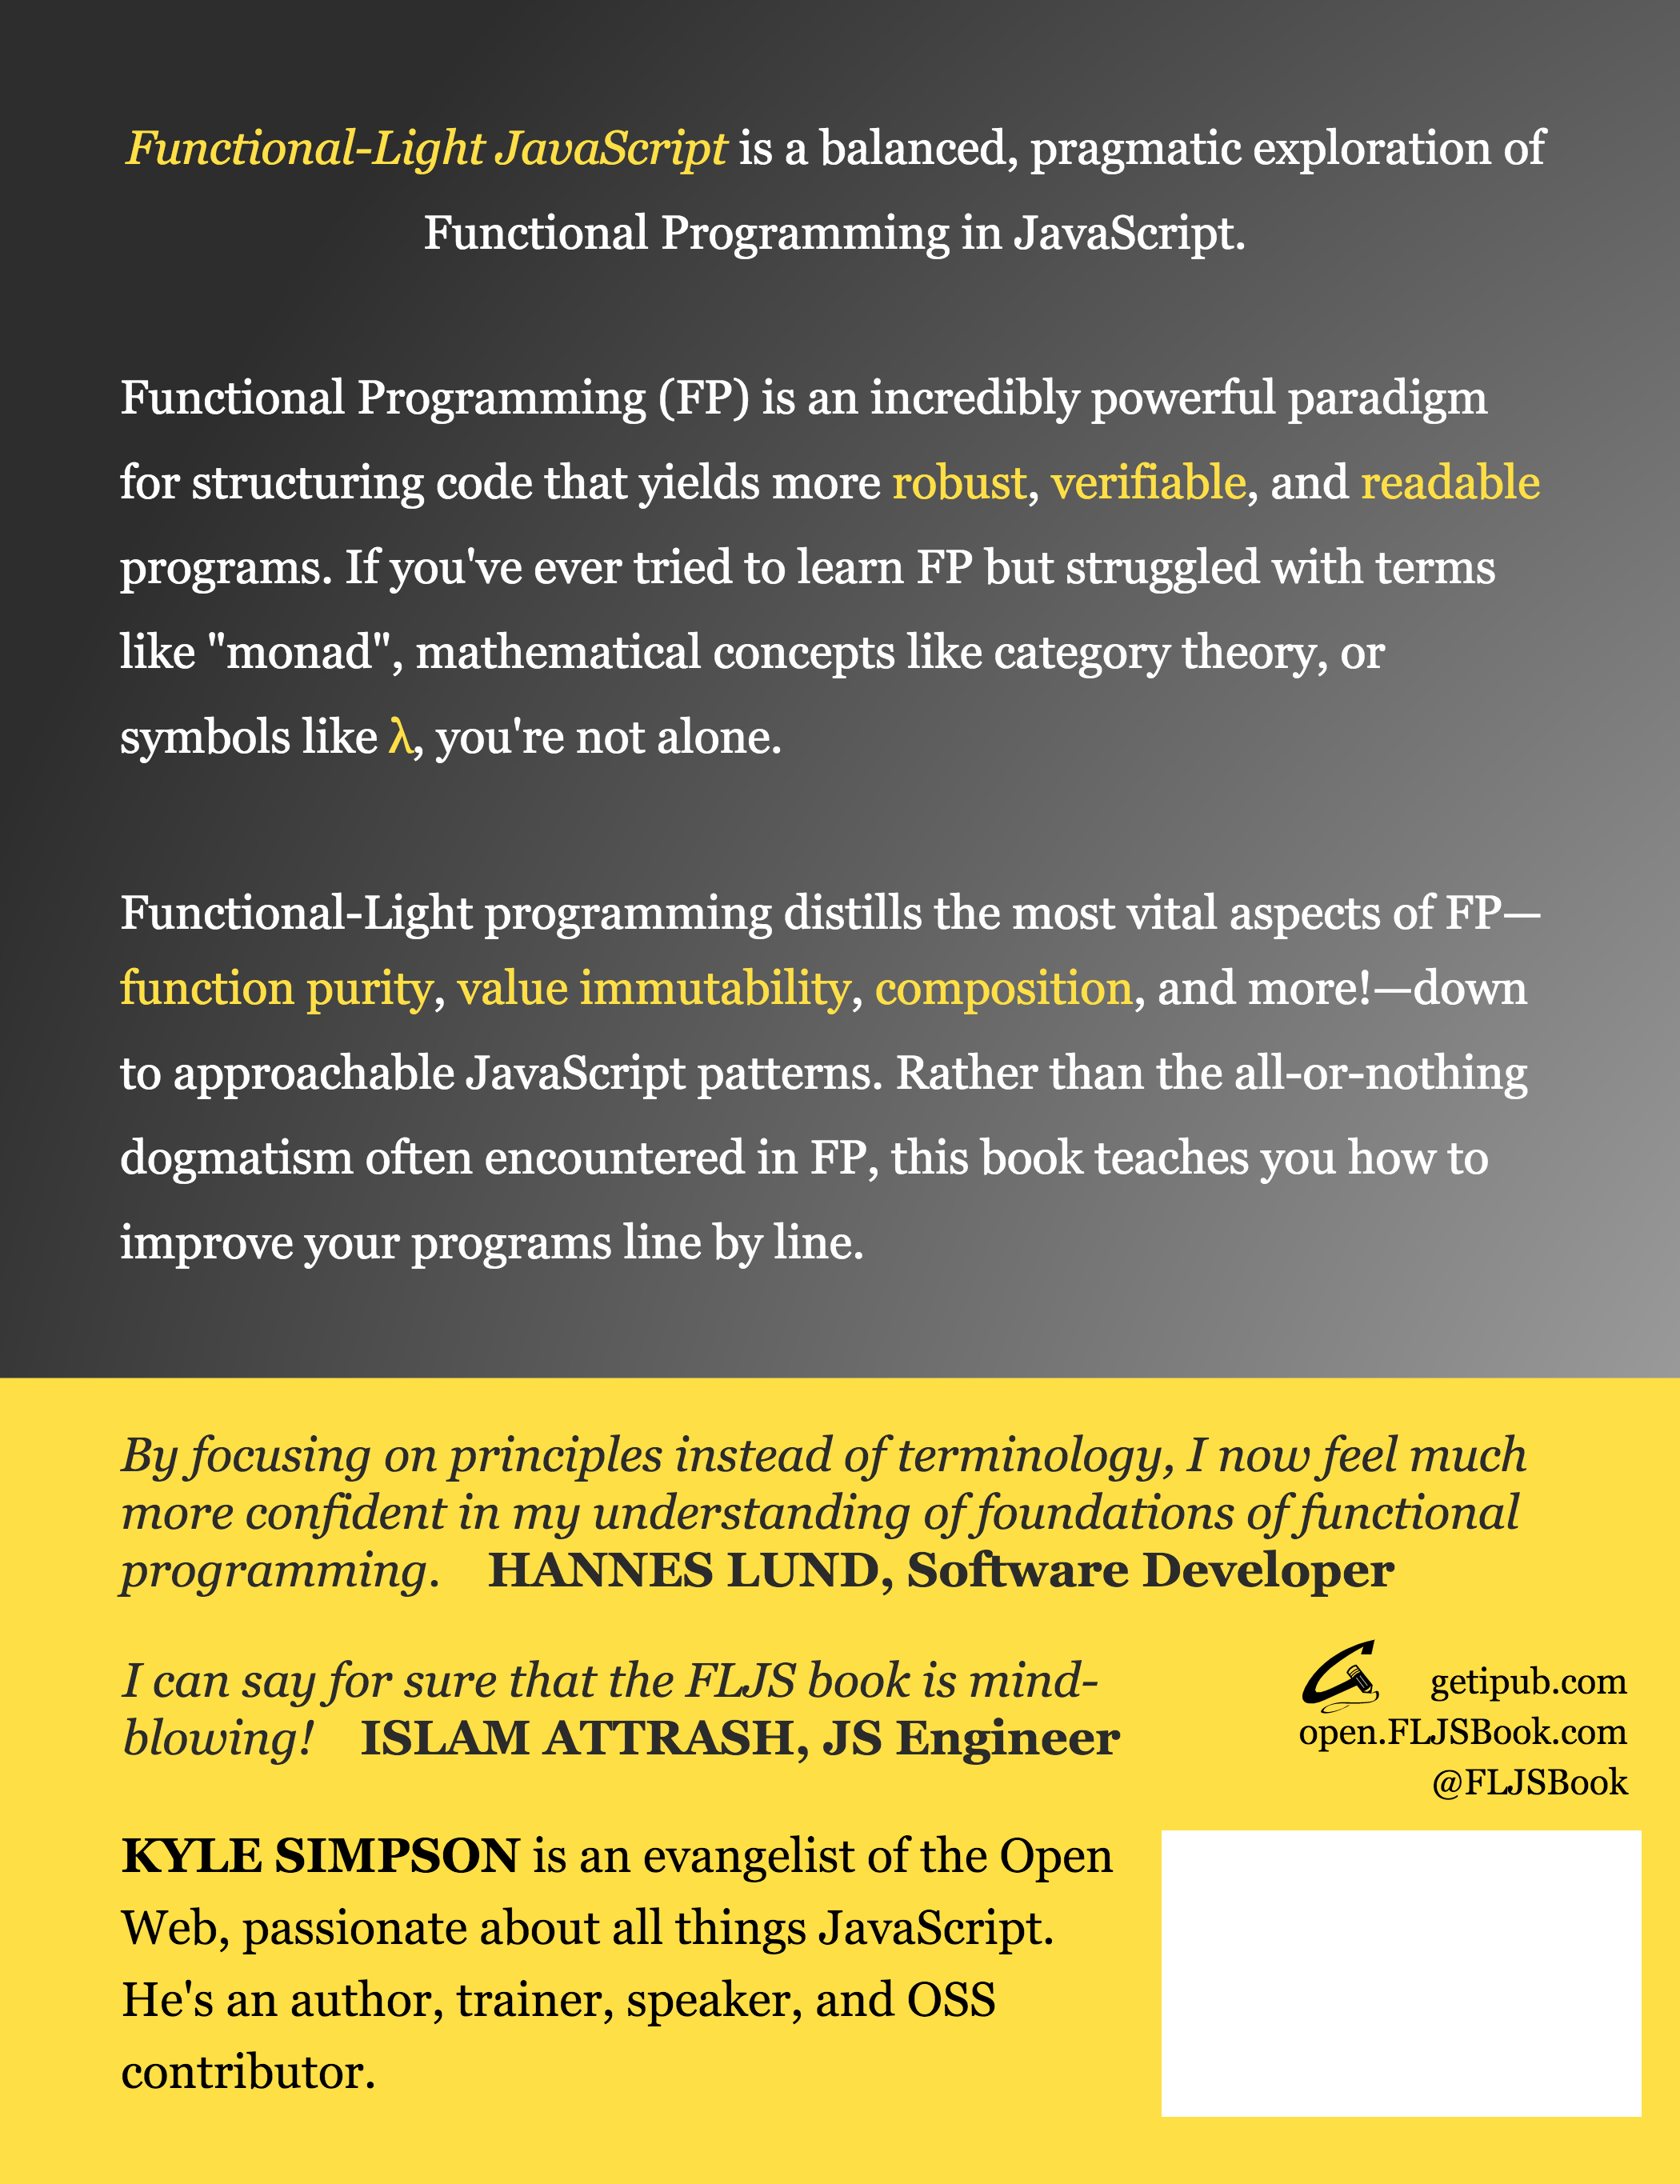 Functional-Light JavaScript is a balanced, pragmatic exploration of
Functional Programming in JavaScript.
Functional Programming (FP) is an incredibly powerful paradigm
for structuring code that yields more robust, verifiable, and readable
programs. If you've ever tried to learn FP but struggled with terms
like "monad", mathematical concepts like category theory, or
symbols like λ, you're not alone.
Functional-Light programming distills the most vital aspects of FP—
function purity, value immutability, composition, and more!—down
to approachable JavaScript patterns. Rather than the all-or-nothing
dogmatism often encountered in FP, this book teaches you how to
improve your programs line by line.
By focusing on principles instead of terminology, I now feel much
more confident in my understanding of foundations of functional
programming. HANNES LUND, Software Developer
I can say for sure that the FLJS book is mind-
blowing! ISLAM ATTRASH, JS Engineer
getipub.com
open.FLJSBook.com
@FLJSBook
KYLE SIMPSON is an evangelist of the Open
Web, passionate about all things JavaScript.
He's an author, trainer, speaker, and OSS
contributor.